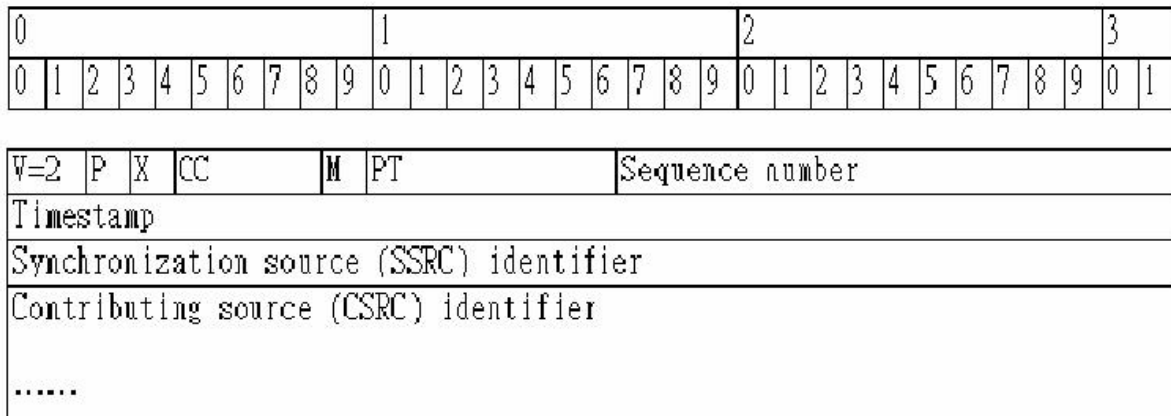 0 1 2 3
0 1 2 3 4 5 6 7 8 9 0 1 2 3 4 5 6 7 8 9 0 1 2 3 4 5 6 7 8 9 0 1
V=2 P X CC M PT Sequence number
Timestamp
Synchronization source (SSRC) identifier
Contributing source (CSRC) identifier
......